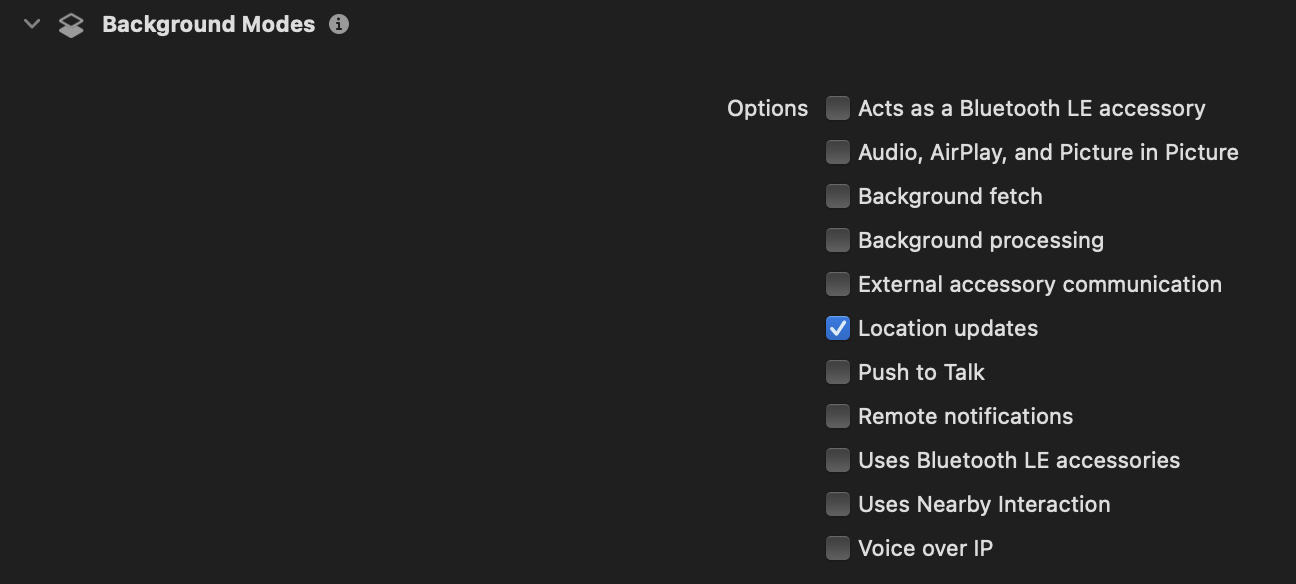 Background Modes
Options Acts as a Bluetooth LE accessory
Audio, AirPlay, and Picture in Picture
Background fetch
Background processing
External accessory communication
Location updates
Push to Talk
Remote notifications
Uses Bluetooth LE accessories
Uses Nearby Interaction
Voice over IP